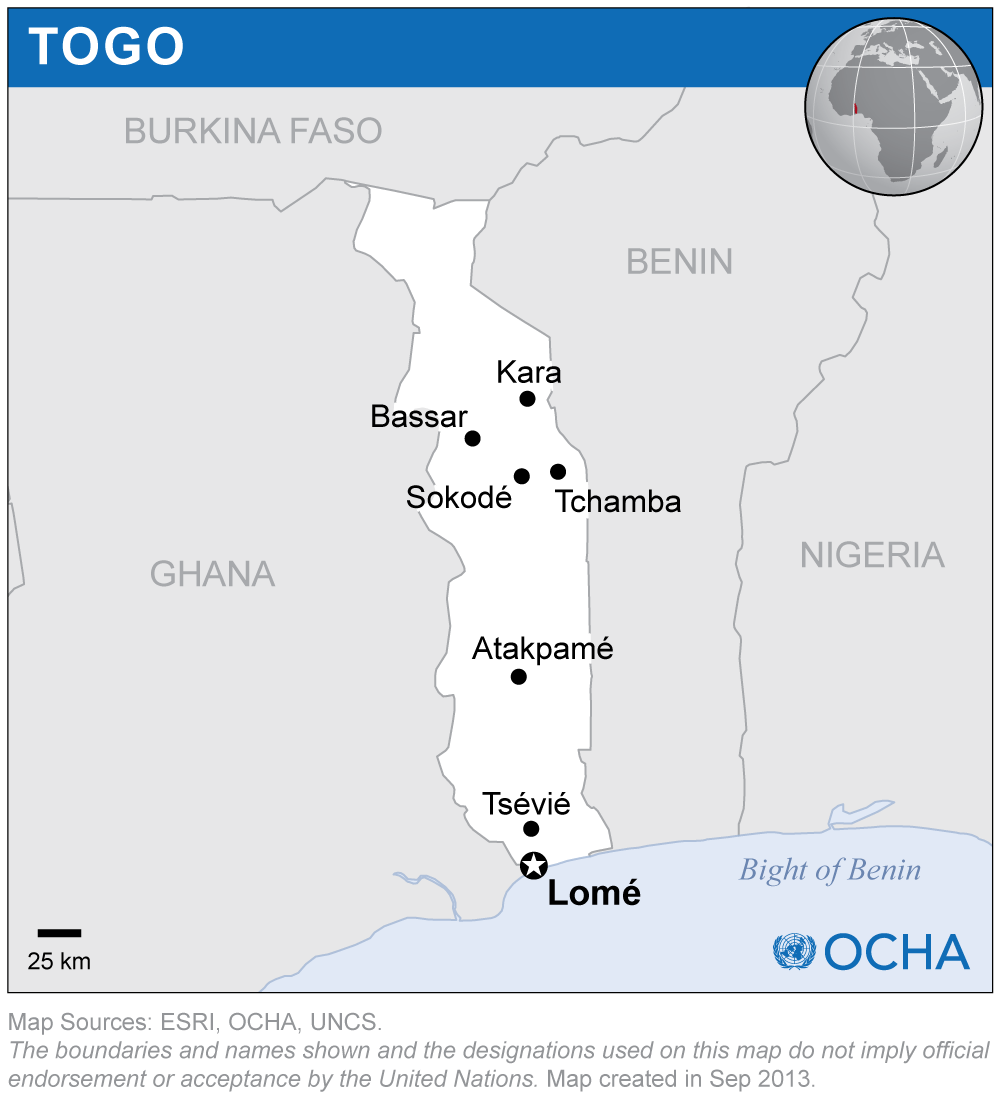 TOGO
BURKINA FASO
BENIN
Kara
Bassar
Sokodé
Tchamba
GHANA
NIGERIA
Atakpamé
Tsévié
Lomé
Bight of Benin
25 km
OCHA
Map Sources: ESRI, OCHA, UNCS.
The boundaries and names shown and the designations used on this map do not imply official
endorsement or acceptance by the United Nations. Map created in Sep 2013.